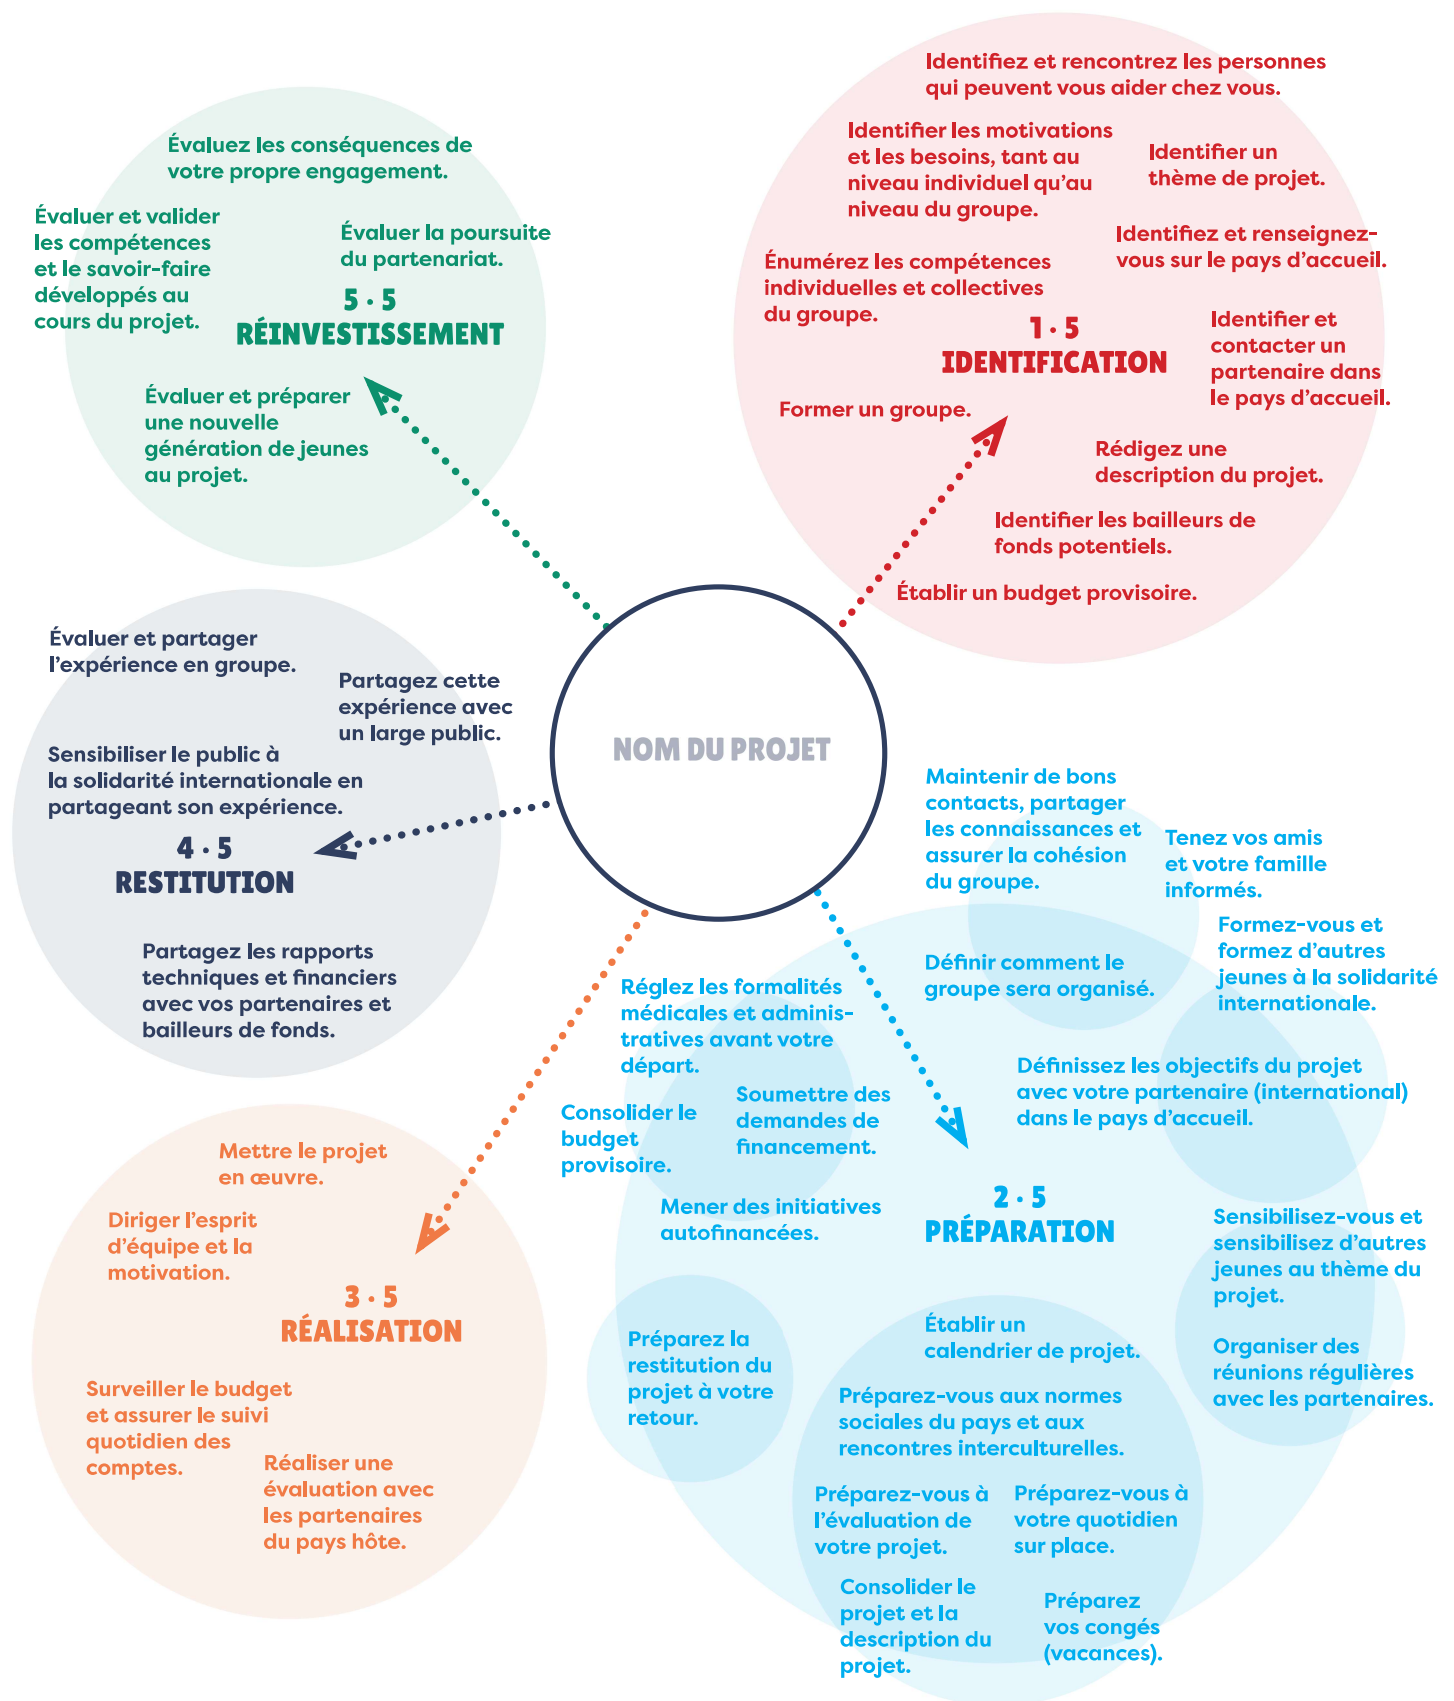 NOM DU PROJET
1 · 5
IDENTIFICATION
Identifiez et rencontrez les personnes
qui peuvent vous aider chez vous.
Identifier les motivations
et les besoins, tant au
niveau individuel qu’au
niveau du groupe.
Identifier un
thème de projet.
Identifiez et renseignez-
vous sur le pays d’accueil.
Énumérez les compétences
individuelles et collectives
du groupe.
Identifier et
contacter un
partenaire dans
le pays d’accueil.
Former un groupe.
Rédigez une
description du projet.
Identifier les bailleurs de
fonds potentiels.
Établir un budget provisoire.
2 · 5
PRÉPARATION
Maintenir de bons
contacts, partager
les connaissances et
assurer la cohésion
du groupe.
Tenez vos amis
et votre famille
informés.
Formez-vous et
formez d’autres
jeunes à la solidarité
internationale.
Définir comment le
groupe sera organisé.
Réglez les formalités
médicales et adminis-
tratives avant votre
départ.
Définissez les objectifs du projet
avec votre partenaire (international)
dans le pays d’accueil.
Soumettre des
demandes de
financement.
Consolider le
budget
provisoire.
Mener des initiatives
autofinancées.
Sensibilisez-vous et
sensibilisez d’autres
jeunes au thème du
projet.
Organiser des
réunions régulières
avec les partenaires.
Préparez la
restitution du
projet à votre
retour.
Établir un
calendrier de projet.
Préparez-vous aux normes
sociales du pays et aux
rencontres interculturelles.
Préparez-vous à
l’évaluation de
votre projet.
Préparez-vous à
votre quotidien
sur place.
Consolider le
projet et la
description du
projet.
Préparez
vos congés
(vacances).
3 · 5
RÉALISATION
Mettre le projet
en œuvre.
Diriger l’esprit
d’équipe et la
motivation.
Surveiller le budget
et assurer le suivi
quotidien des
comptes.
Réaliser une
évaluation avec
les partenaires
du pays hôte.
4 · 5
RESTITUTION
Évaluer et partager
l’expérience en groupe.
Partagez cette
expérience avec
un large public.
Sensibiliser le public à
la solidarité internationale en
partageant son expérience.
Partagez les rapports
techniques et financiers
avec vos partenaires et
bailleurs de fonds.
5 · 5
RÉINVESTISSEMENT
Évaluez les conséquences de
votre propre engagement.
Évaluer et valider
les compétences
et le savoir-faire
développés au
cours du projet.
Évaluer la poursuite
du partenariat.
Évaluer et préparer
une nouvelle
génération de jeunes
au projet.